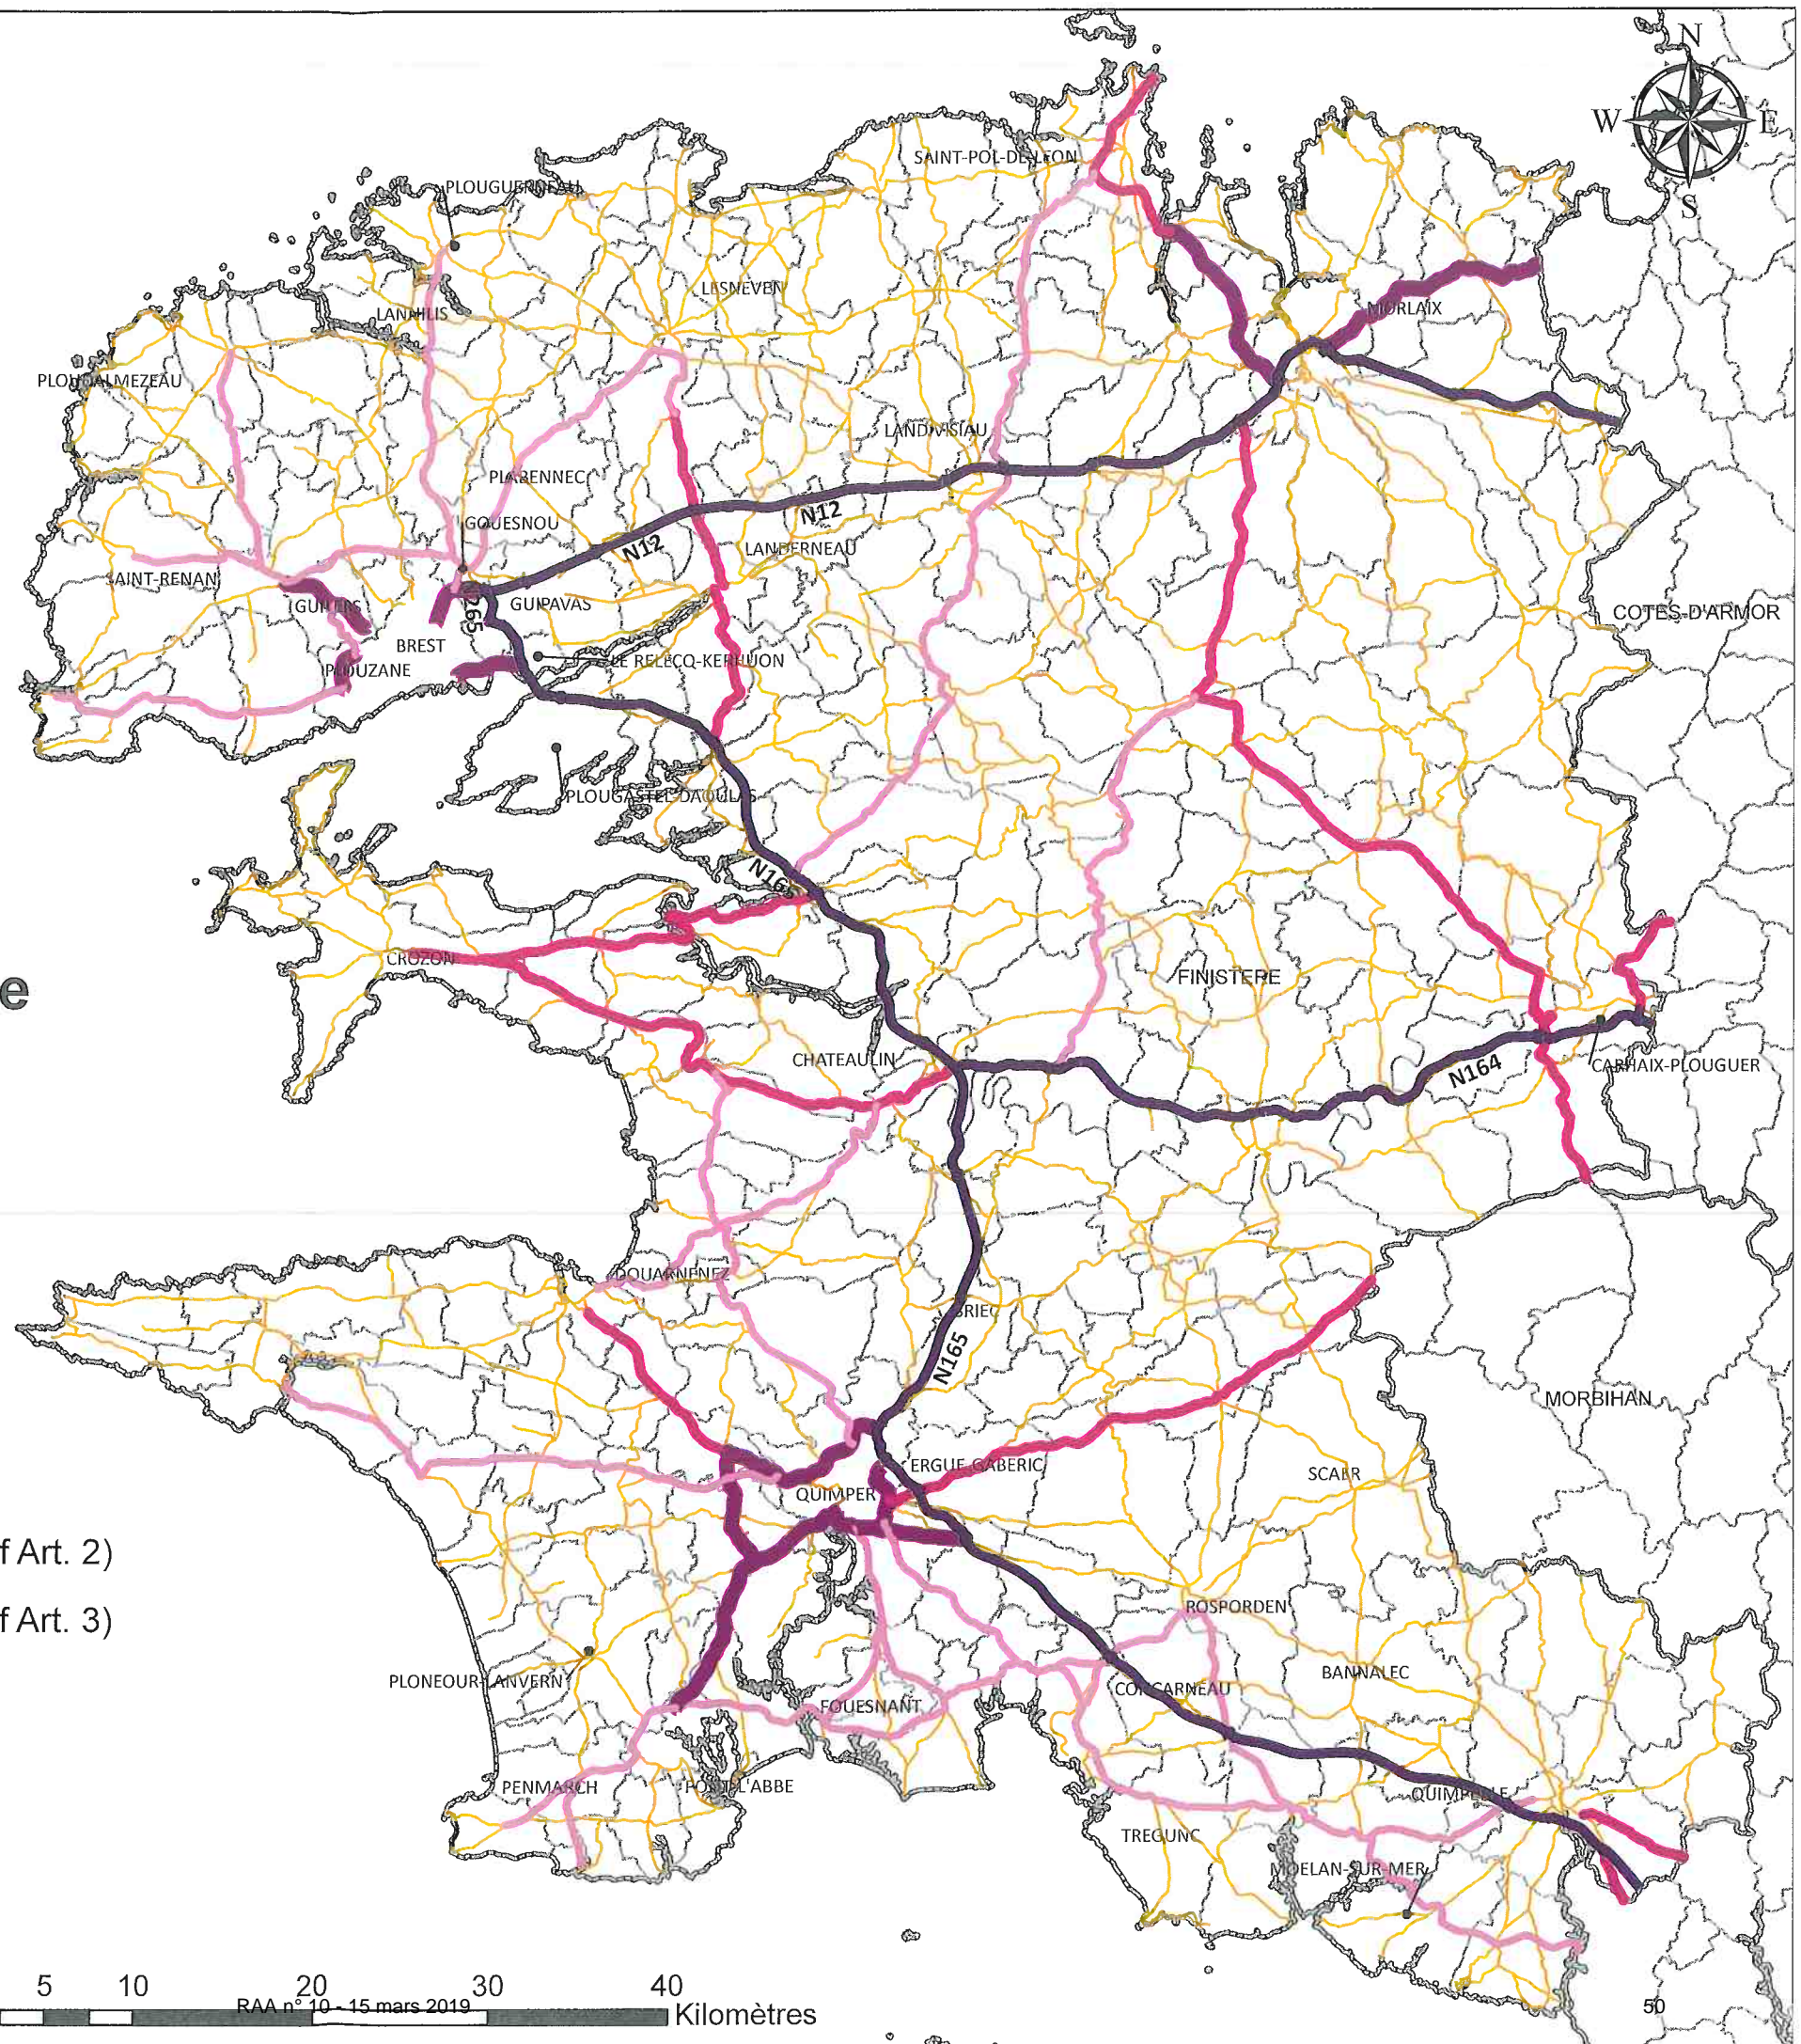 N
W
E
S
SAINT-POL-DE-LEON
PLOUGUERNEAU
LESNEVEN
LANNILIS
MORLAIX
PLOUDALMEZEAU
LANDIVISIAU
PLABENNEC
GOUESNOU
N12
N12
LANDERNEAU
SAINT-RENAN
GUILERS
N265
GUIPAVAS
COTES-D'ARMOR
BREST
LE RELECQ-KERHUON
PLOUZANE
PLOUGASTEL-DAOULAS
N165
CROZON
FINISTERE
e
CHATEAULIN
N164
CARHAIX-PLOUGUER
DOUARNENEZ
BRIEC
N165
MORBIHAN
ERGUE-GABERIC
SCAER
QUIMPER
f Art. 2)
f Art. 3)
ROSPORDEN
PLONEOUR-LANVERN
BANNALEC
CONCARNEAU
FOUESNANT
PENMARCH
PONT-L'ABBE
QUIMPERLE
TREGUNC
MOELAN-SUR-MER
5 10 20 30 40
Kilomètres
RAA n° 10 - 15 mars 2019
50